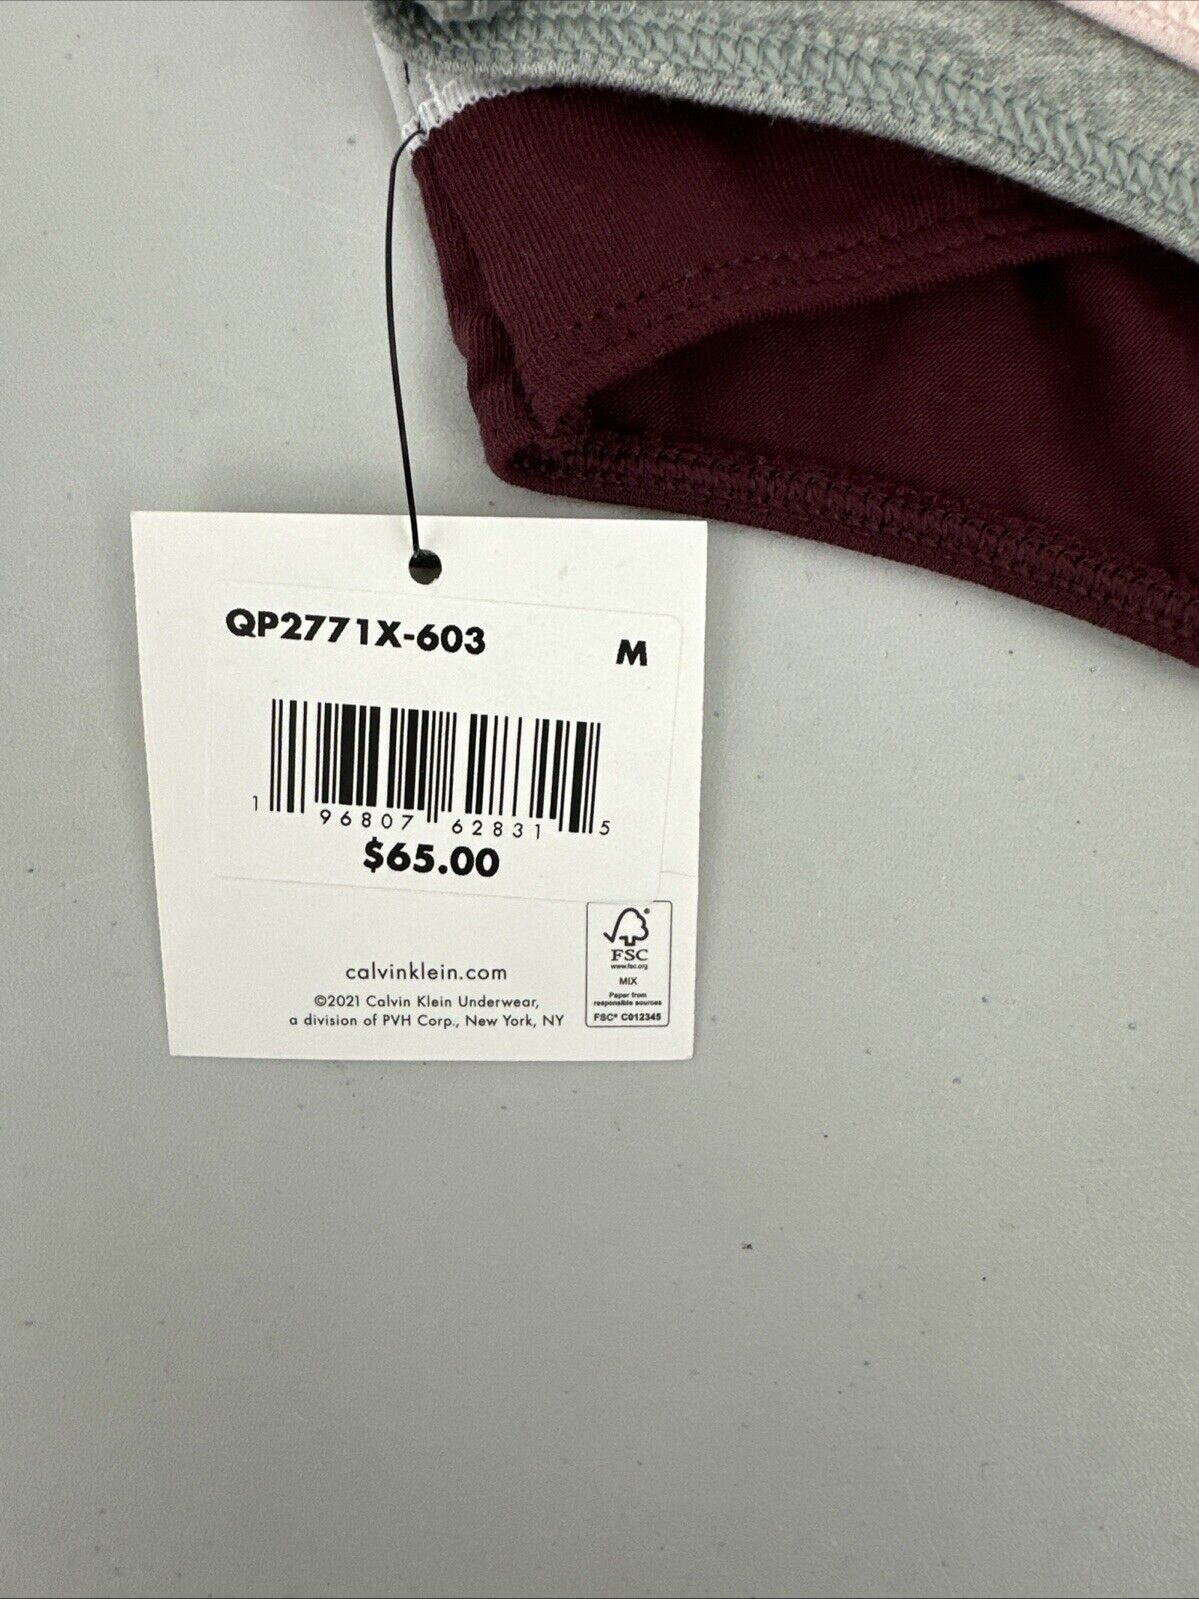 QP2771X-603 M
1 96807 62831 5
$65.00
FSC
www.fsc.org
MIX
Paper from
responsible sources
FSC® C012345
calvinklein.com
©2021 Calvin Klein Underwear,
a division of PVH Corp., New York, NY